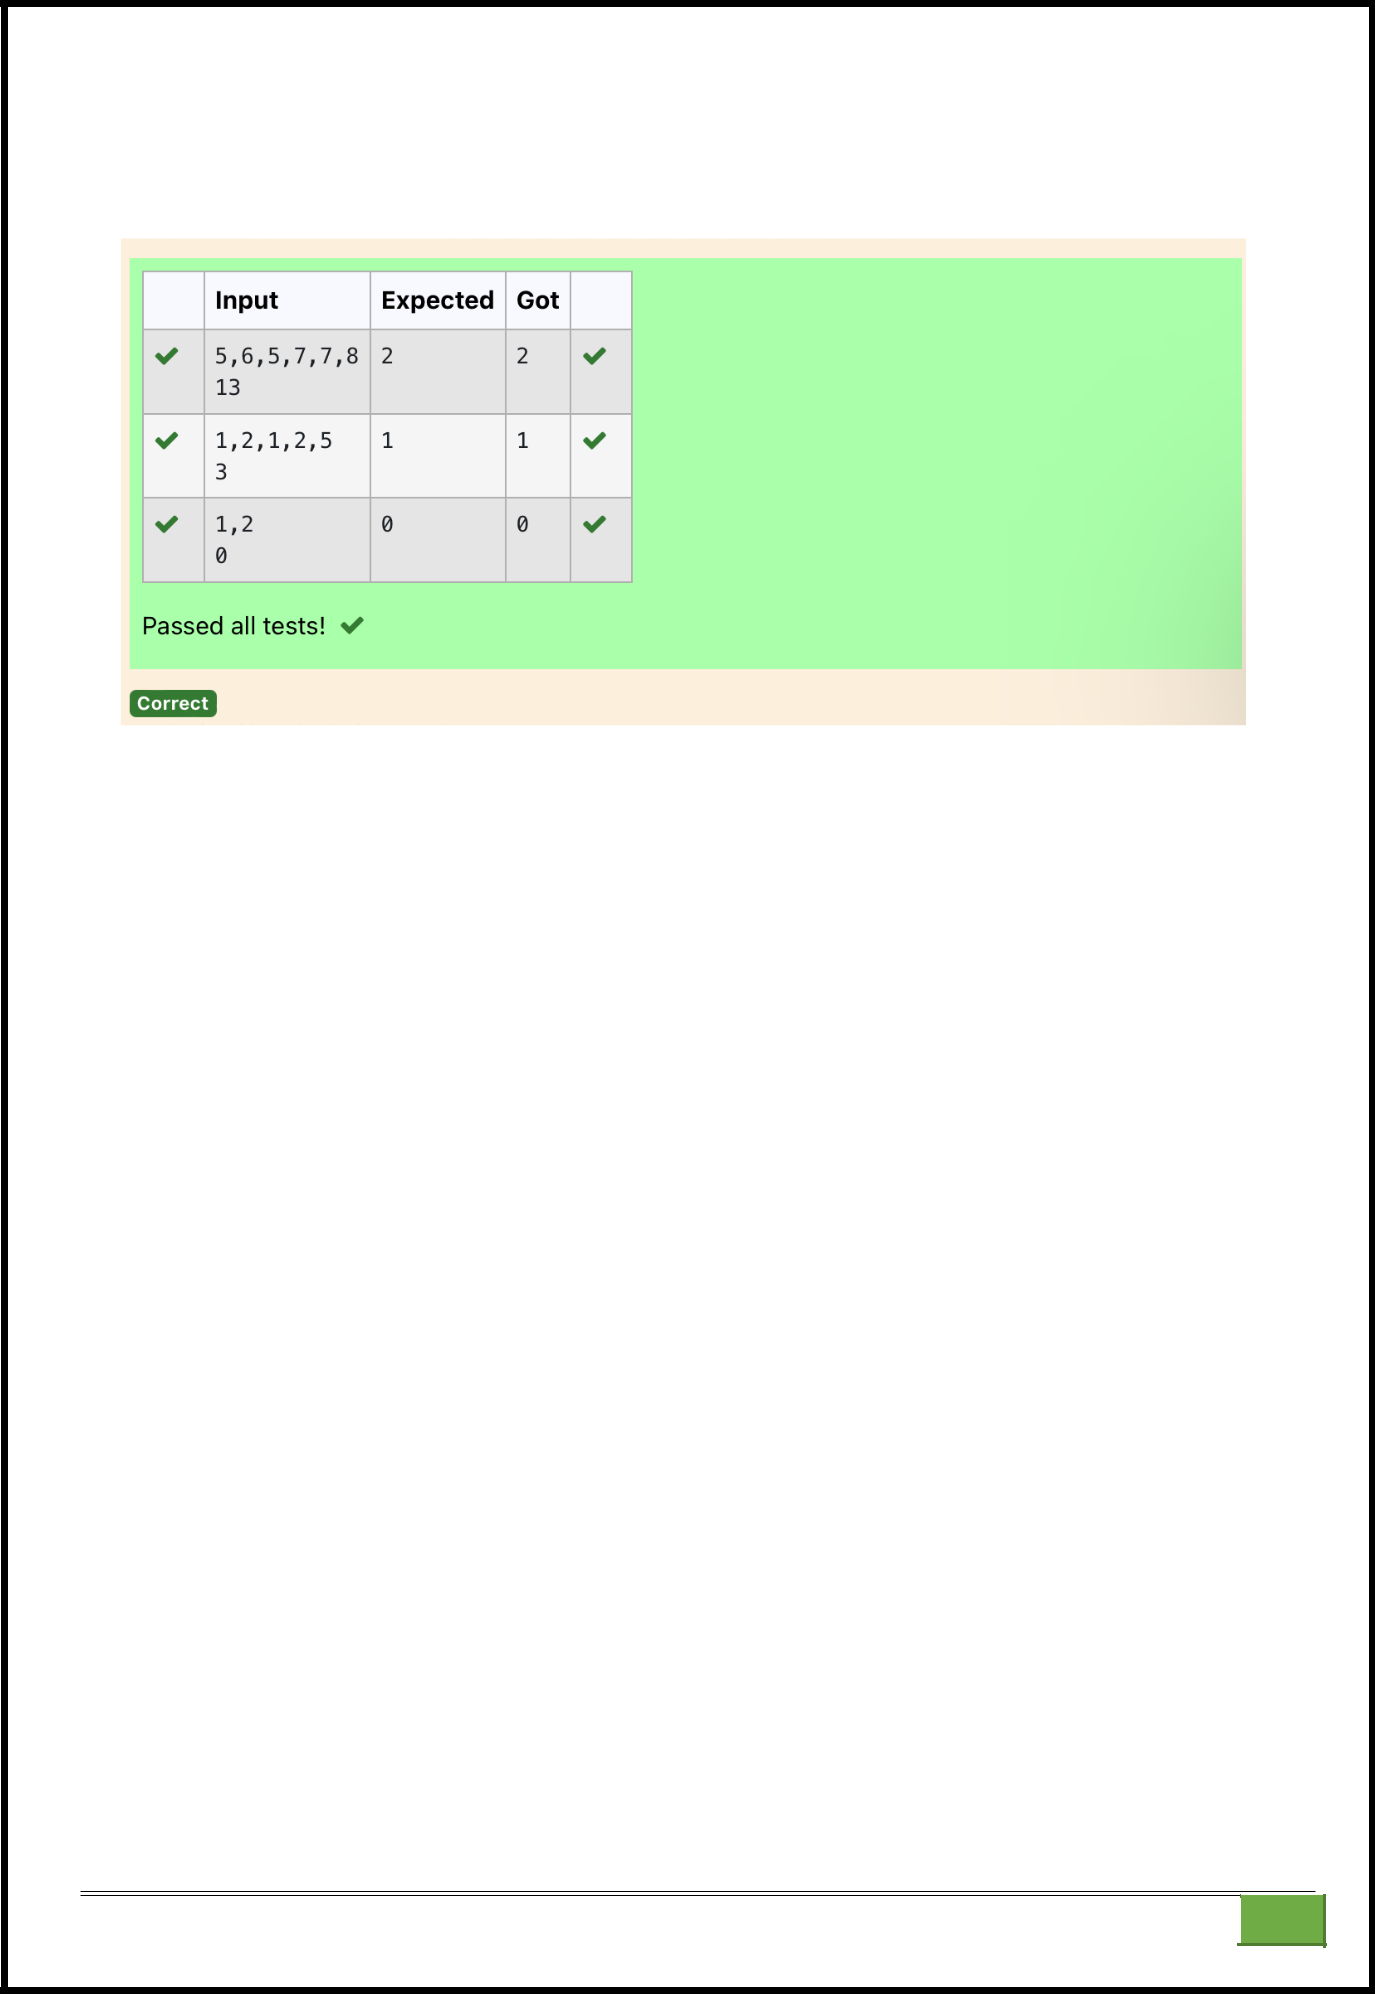 Input Expected Got
5,6,5,7,7,8 2 2
13
1,2,1,2,5 1 1
3
1,2 0 0
0
Passed all tests!
Correct